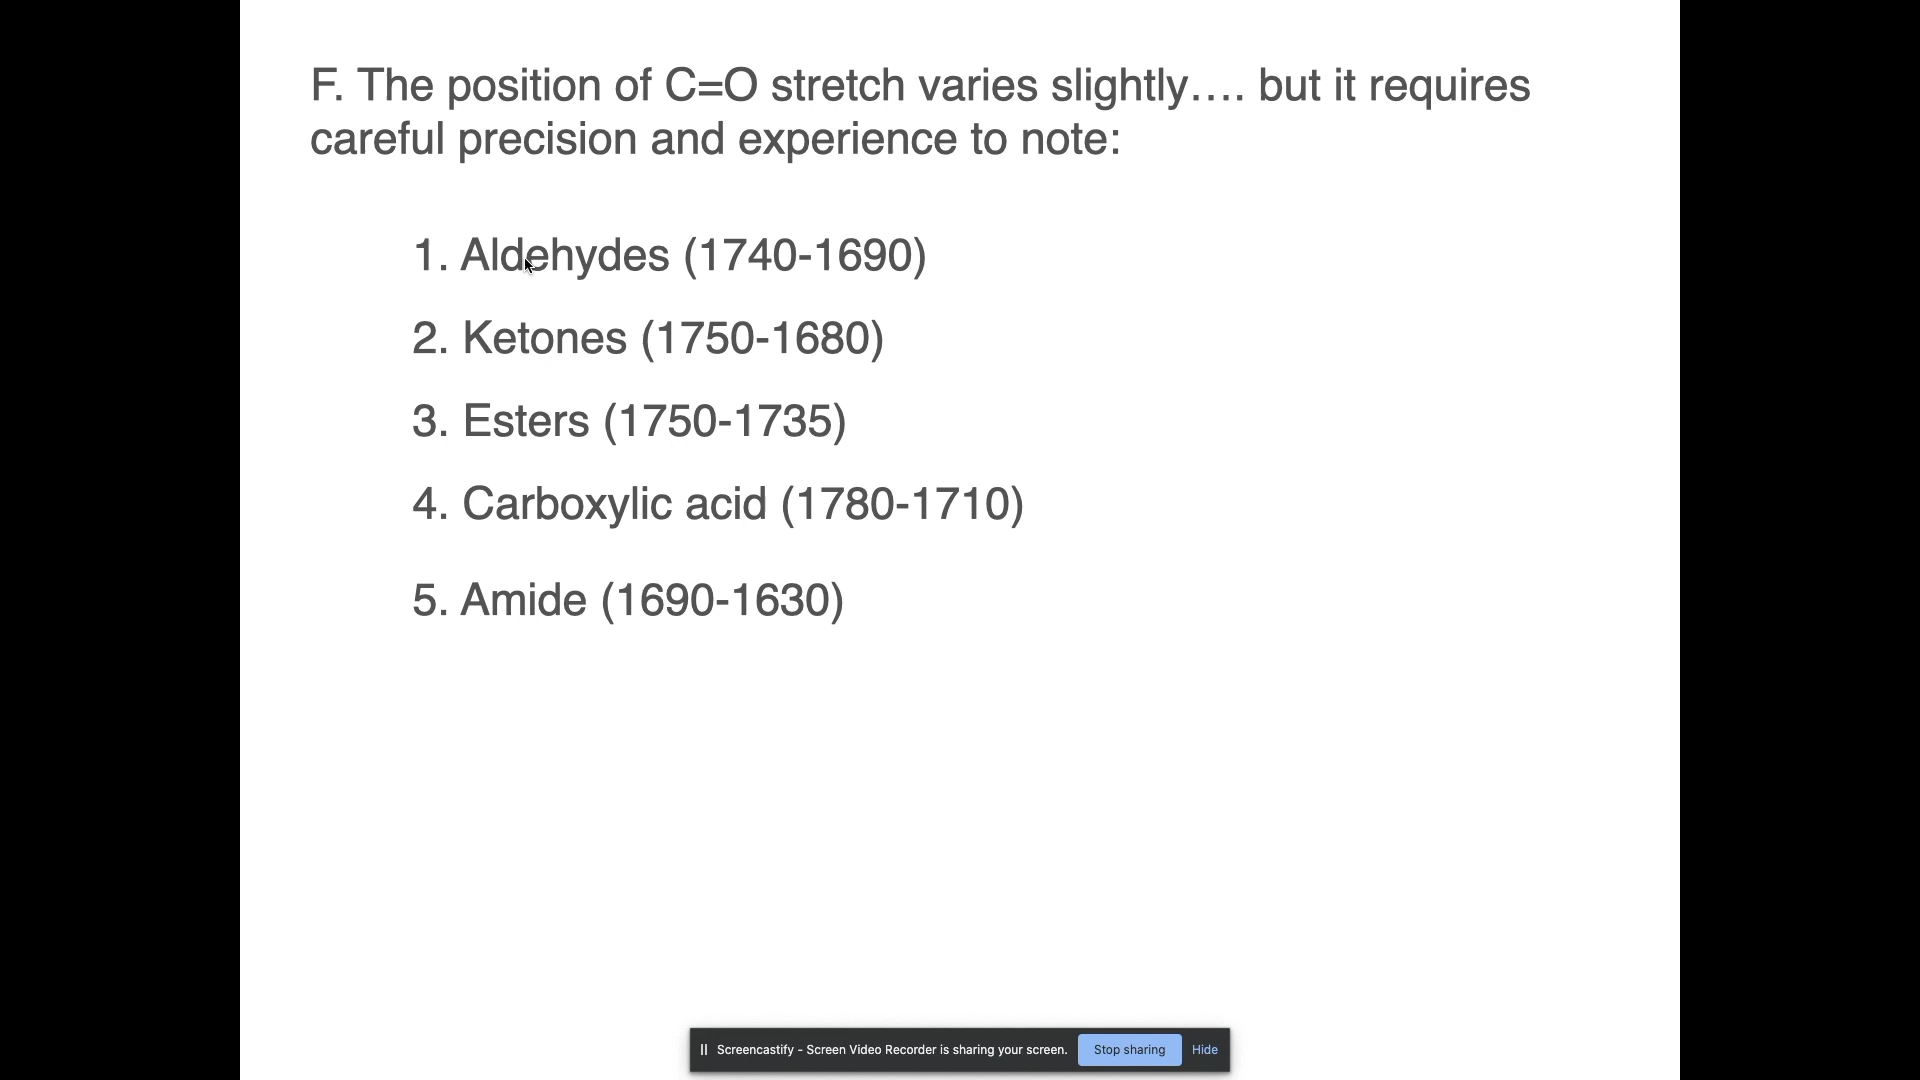 F. The position of C=O stretch varies slightly.... but it requires
careful precision and experience to note:
1. Aldehydes (1740-1690)
2. Ketones (1750-1680)
3. Esters (1750-1735)
4. Carboxylic acid (1780-1710)
5. Amide (1690-1630)
Screencastify - Screen Video Recorder is sharing your screen. Stop sharing Hide